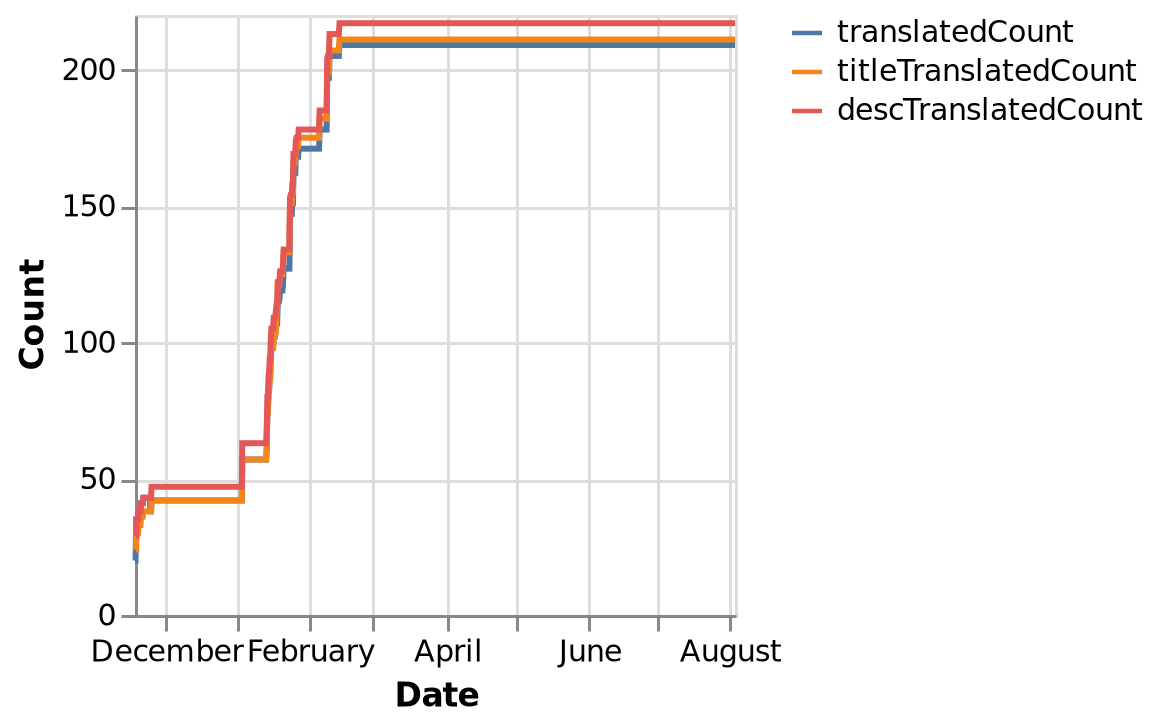 translatedCount
titleTranslatedCount
descTranslatedCount
Count
200
150
100
50
0
December February April June August
Date